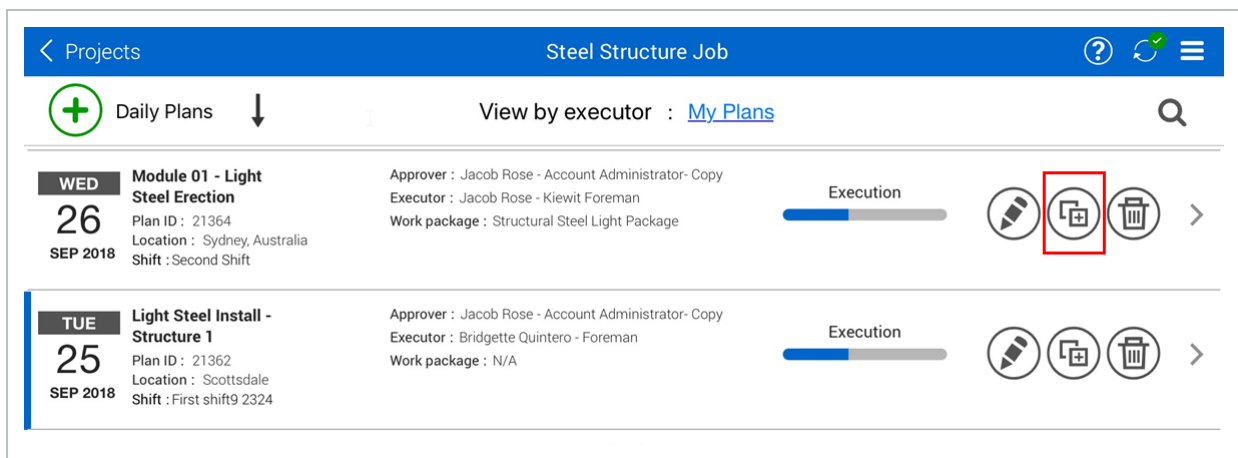 Projects
Steel Structure Job
Daily Plans
View by executor : My Plans
WED
26
SEP 2018
Module 01 - Light
Steel Erection
Plan ID : 21364
Location : Sydney, Australia
Shift : Second Shift
Approver : Jacob Rose - Account Administrator- Copy
Executor : Jacob Rose - Kiewit Foreman
Work package : Structural Steel Light Package
Execution
TUE
25
SEP 2018
Light Steel Install -
Structure 1
Plan ID : 21362
Location : Scottsdale
Shift : First shift9 2324
Approver : Jacob Rose - Account Administrator- Copy
Executor : Bridgette Quintero - Foreman
Work package : N/A
Execution